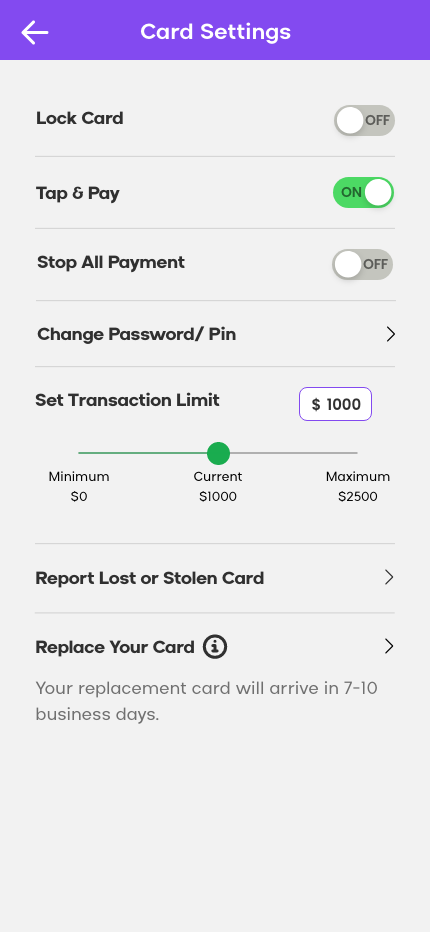 Card Settings
Lock Card OFF
Tap & Pay ON
Stop All Payment OFF
Change Password/ Pin
Set Transaction Limit $ 1000
Minimum Current Maximum
$0 $1000 $2500
Report Lost or Stolen Card
Replace Your Card i
Your replacement card will arrive in 7-10
business days.